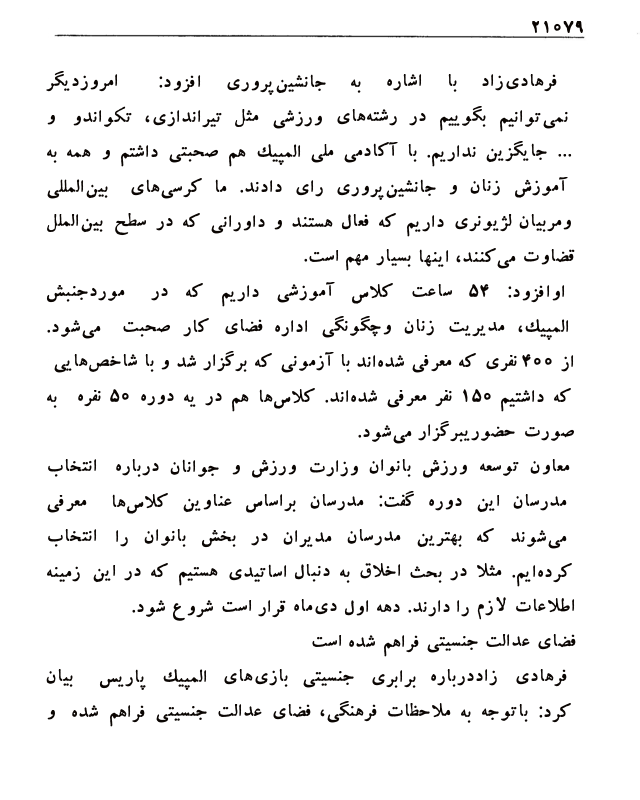 ۲۱۰۷۹
فرهادی‌زاد با اشاره به جانشین‌پروری افزود: امروزدیگر
نمی‌توانیم بگوییم در رشته‌های ورزشی مثل تیراندازی، تکواندو و
... جایگزین نداریم. با آکادمی ملی المپیك هم صحبتی داشتم و همه به
آموزش زنان و جانشین‌پروری رای دادند. ما کرسی‌های بین‌المللی
ومربیان لژیونری داریم که فعال هستند و داورانی که در سطح بین‌الملل
قضاوت می‌کنند، اینها بسیار مهم است.
اوافزود: ۵۴ ساعت کلاس آموزشی داریم که در موردجنبش
المپیك، مدیریت زنان وچگونگی اداره فضای کار صحبت می‌شود.
از ۴۰۰ نفری که معرفی شده‌اند با آزمونی که برگزار شد و با شاخص‌هایی
که داشتیم ۱۵۰ نفر معرفی شده‌اند. کلاس‌ها هم در یه دوره ۵۰ نفره به
صورت حضوریبرگزار می‌شود.
معاون توسعه ورزش بانوان وزارت ورزش و جوانان درباره انتخاب
مدرسان این دوره گفت: مدرسان براساس عناوین کلاس‌ها معرفی
می‌شوند که بهترین مدرسان مدیران در بخش بانوان را انتخاب
کرده‌ایم. مثلا در بحث اخلاق به دنبال اساتیدی هستیم که در این زمینه
اطلاعات لازم را دارند. دهه اول دی‌ماه قرار است شروع شود.
فضای عدالت جنسیتی فراهم شده است
فرهادی زاددرباره برابری جنسیتی بازی‌های المپیك پاریس بیان
کرد: باتوجه به ملاحظات فرهنگی، فضای عدالت جنسیتی فراهم شده و